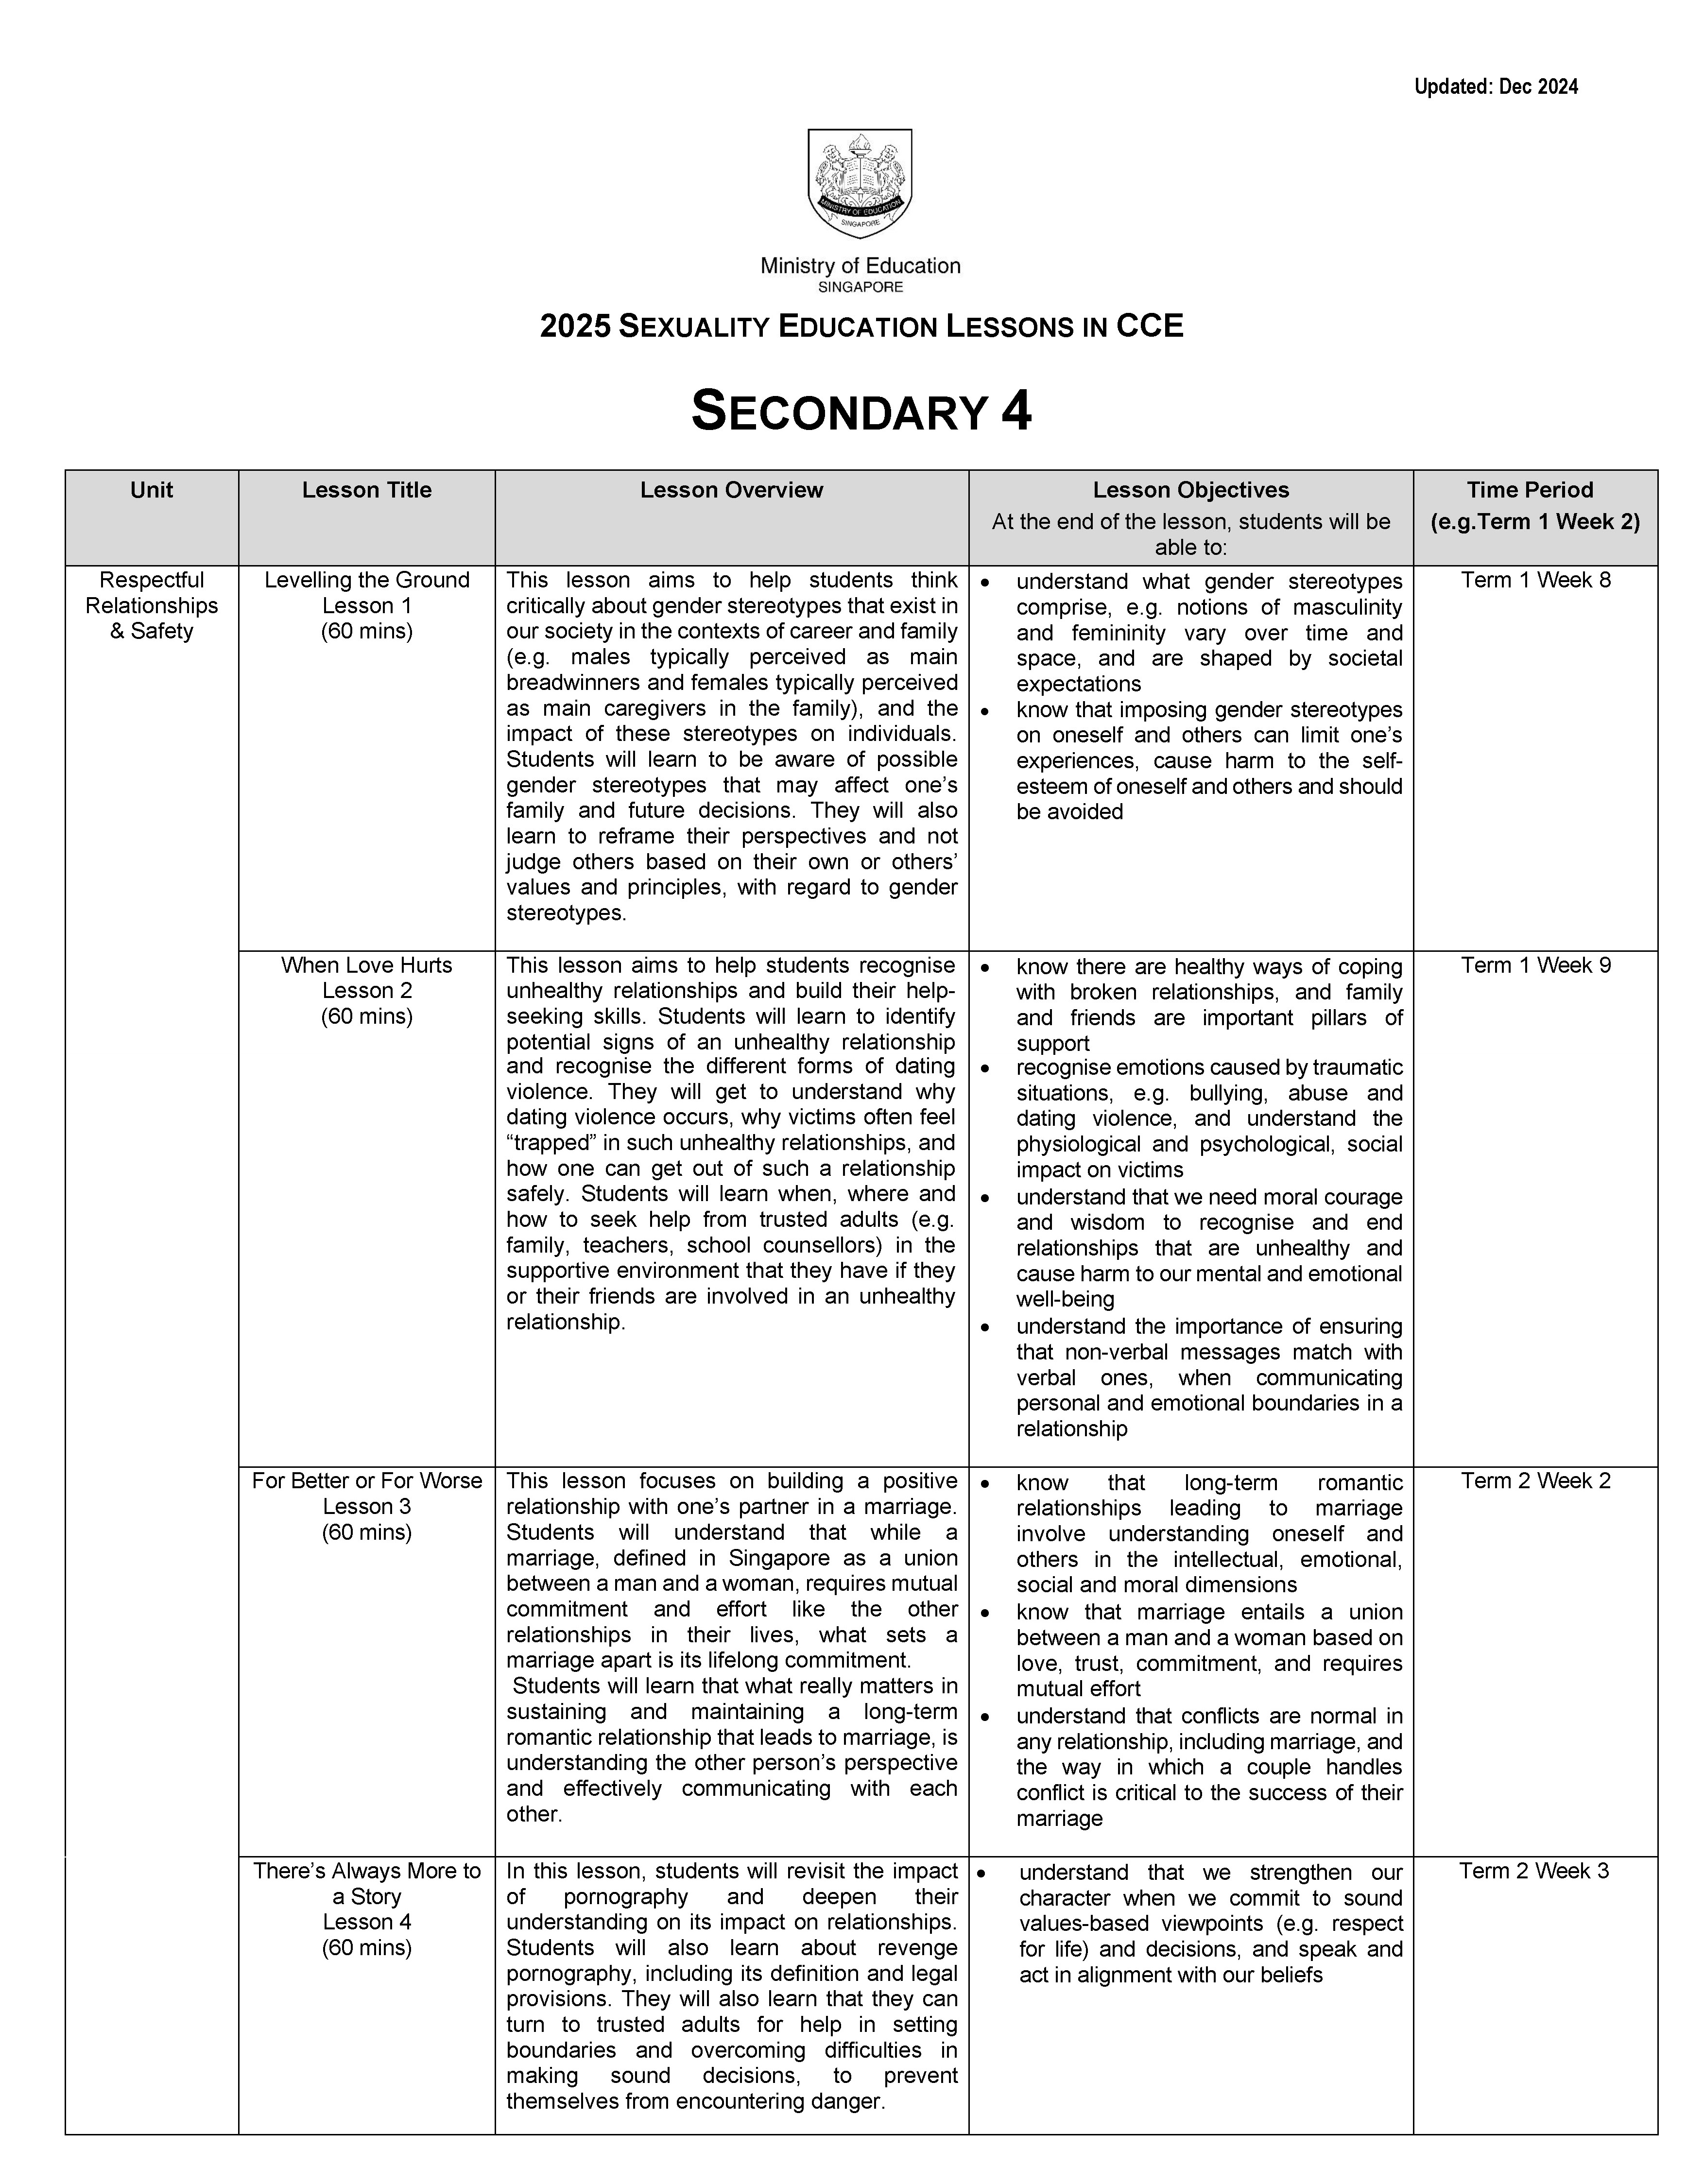 Updated: Dec 2024
MINISTRY OF EDUCATION
SINGAPORE
Ministry of Education
SINGAPORE
2025 SEXUALITY EDUCATION LESSONS IN CCE
SECONDARY 4
Unit
Lesson Title
Lesson Overview
Lesson Objectives
At the end of the lesson, students will be
able to:
Time Period
(e.g.Term 1 Week 2)
Respectful
Relationships
& Safety
Levelling the Ground
Lesson 1
(60 mins)
This lesson aims to help students think
critically about gender stereotypes that exist in
our society in the contexts of career and family
(e.g. males typically perceived as main
breadwinners and females typically perceived
as main caregivers in the family), and the
impact of these stereotypes on individuals.
Students will learn to be aware of possible
gender stereotypes that may affect one’s
family and future decisions. They will also
learn to reframe their perspectives and not
judge others based on their own or others’
values and principles, with regard to gender
stereotypes.
• understand what gender stereotypes
comprise, e.g. notions of masculinity
and femininity vary over time and
space, and are shaped by societal
expectations
• know that imposing gender stereotypes
on oneself and others can limit one’s
experiences, cause harm to the self-
esteem of oneself and others and should
be avoided
Term 1 Week 8
When Love Hurts
Lesson 2
(60 mins)
This lesson aims to help students recognise
unhealthy relationships and build their help-
seeking skills. Students will learn to identify
potential signs of an unhealthy relationship
and recognise the different forms of dating
violence. They will get to understand why
dating violence occurs, why victims often feel
“trapped” in such unhealthy relationships, and
how one can get out of such a relationship
safely. Students will learn when, where and
how to seek help from trusted adults (e.g.
family, teachers, school counsellors) in the
supportive environment that they have if they
or their friends are involved in an unhealthy
relationship.
• know there are healthy ways of coping
with broken relationships, and family
and friends are important pillars of
support
• recognise emotions caused by traumatic
situations, e.g. bullying, abuse and
dating violence, and understand the
physiological and psychological, social
impact on victims
• understand that we need moral courage
and wisdom to recognise and end
relationships that are unhealthy and
cause harm to our mental and emotional
well-being
• understand the importance of ensuring
that non-verbal messages match with
verbal ones, when communicating
personal and emotional boundaries in a
relationship
Term 1 Week 9
For Better or For Worse
Lesson 3
(60 mins)
This lesson focuses on building a positive
relationship with one’s partner in a marriage.
Students will understand that while a
marriage, defined in Singapore as a union
between a man and a woman, requires mutual
commitment and effort like the other
relationships in their lives, what sets a
marriage apart is its lifelong commitment.
Students will learn that what really matters in
sustaining and maintaining a long-term
romantic relationship that leads to marriage, is
understanding the other person’s perspective
and effectively communicating with each
other.
• know that long-term romantic
relationships leading to marriage
involve understanding oneself and
others in the intellectual, emotional,
social and moral dimensions
• know that marriage entails a union
between a man and a woman based on
love, trust, commitment, and requires
mutual effort
• understand that conflicts are normal in
any relationship, including marriage, and
the way in which a couple handles
conflict is critical to the success of their
marriage
Term 2 Week 2
There’s Always More to
a Story
Lesson 4
(60 mins)
In this lesson, students will revisit the impact
of pornography and deepen their
understanding on its impact on relationships.
Students will also learn about revenge
pornography, including its definition and legal
provisions. They will also learn that they can
turn to trusted adults for help in setting
boundaries and overcoming difficulties in
making sound decisions, to prevent
themselves from encountering danger.
• understand that we strengthen our
character when we commit to sound
values-based viewpoints (e.g. respect
for life) and decisions, and speak and
act in alignment with our beliefs
Term 2 Week 3